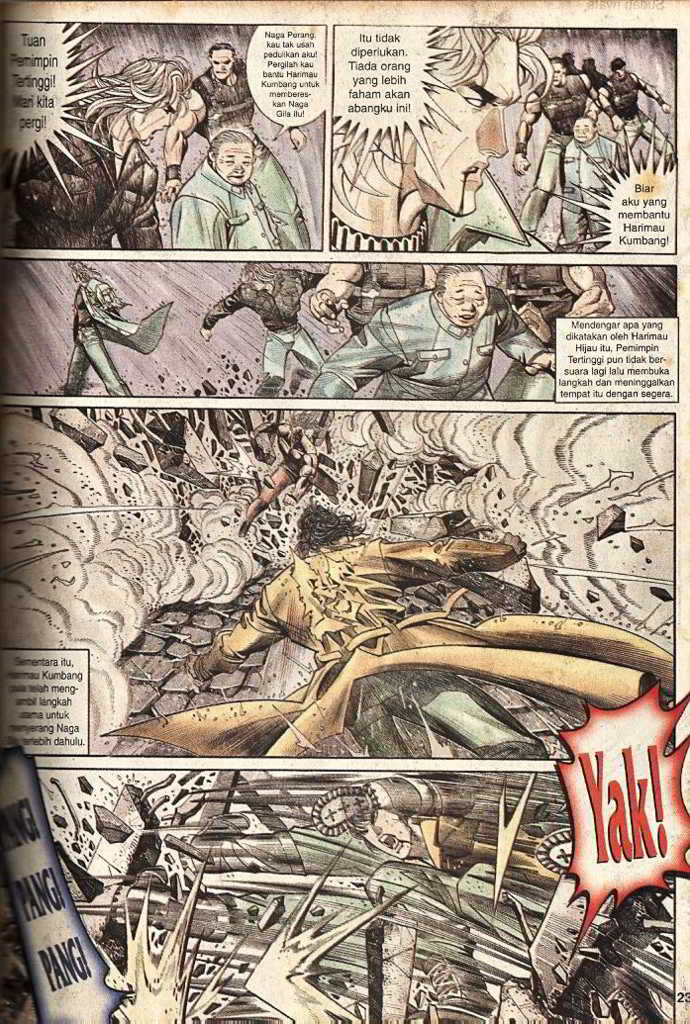 Tuan
Pemimpin
Tertinggi!
Mari kita
pergi!
Naga Perang,
kau tak usah
pedulikan aku!
Pergilah kau
bantu Harimau
Kumbang untuk
memberes-
kan Naga
Gila itu!
Itu tidak
diperlukan.
Tiada orang
yang lebih
faham akan
abangku ini!
Biar
aku yang
membantu
Harimau
Kumbang!
Mendengar apa yang
dikatakan oleh Harimau
Hijau itu, Pemimpin
Tertinggi pun tidak ber-
suara lagi lalu membuka
langkah dan meninggalkan
tempat itu dengan segera.
Sementara itu,
Harimau Kumbang
pula telah meng-
ambil langkah
utama untuk
menyerang Naga
terlebih dahulu.
Yak!
PANG!
PANG!
PANG!
23